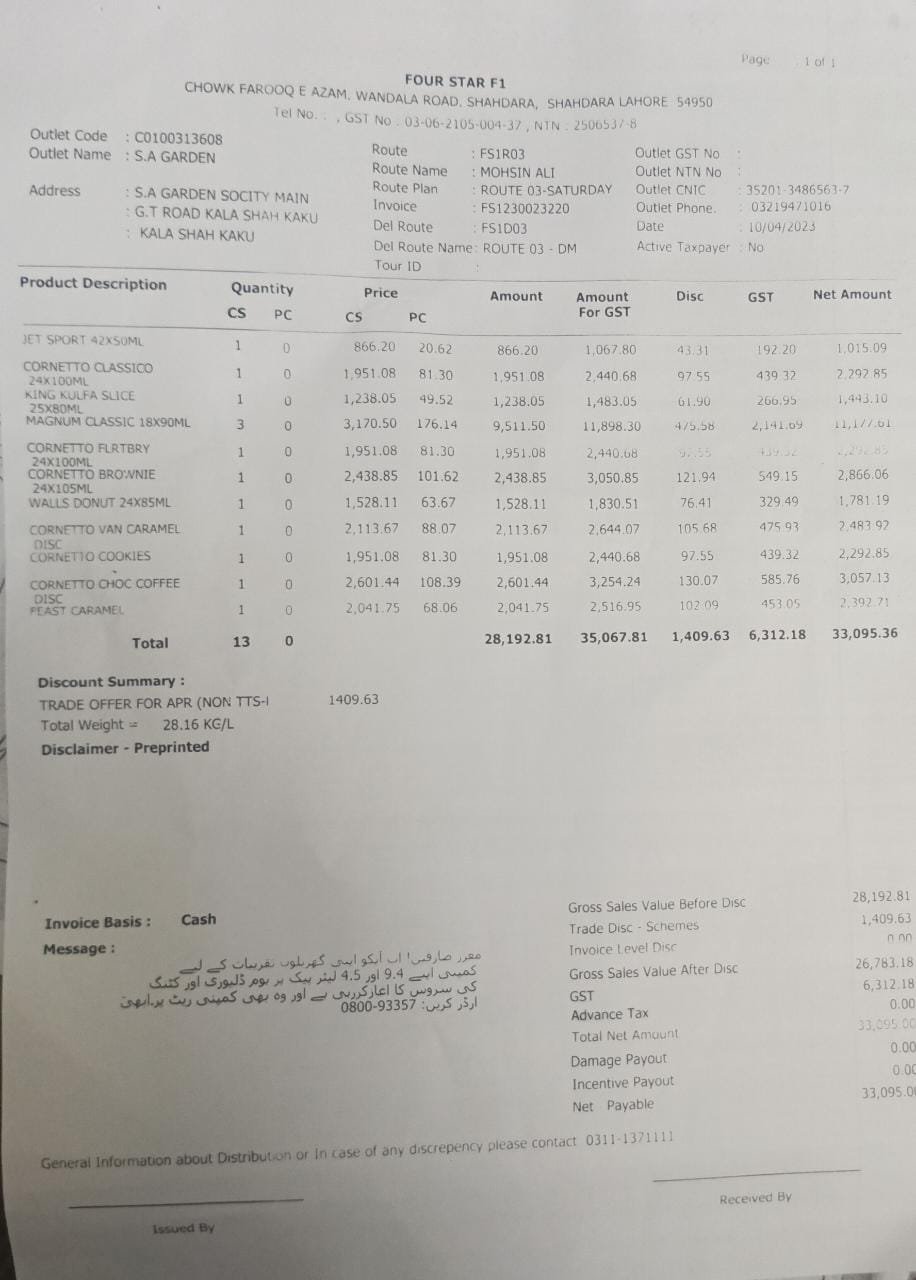 Page 1 of 1
FOUR STAR F1
CHOWK FAROOQ E AZAM, WANDALA ROAD, SHAHDARA, SHAHDARA LAHORE 54950
Tel No. : , GST No : 03-06-2105-004-37 , NTN : 2506537-8
Outlet Code : C0100313608
Outlet Name : S.A GARDEN
Address : S.A GARDEN SOCITY MAIN
: G.T ROAD KALA SHAH KAKU
: KALA SHAH KAKU
Route : FS1R03
Route Name : MOHSIN ALI
Route Plan : ROUTE 03-SATURDAY
Invoice : FS1230023220
Del Route : FS1D03
Del Route Name: ROUTE 03 - DM
Tour ID :
Outlet GST No :
Outlet NTN No :
Outlet CNIC : 35201-3486563-7
Outlet Phone. : 03219471016
Date : 10/04/2023
Active Taxpayer : No
Product Description Quantity Price Amount Amount Disc GST Net Amount
CS PC CS PC For GST
JET SPORT 42X50ML 1 0 866.20 20.62 866.20 1,067.80 43.31 192.20 1,015.09
CORNETTO CLASSICO 1 0 1,951.08 81.30 1,951.08 2,440.68 97.55 439.32 2,292.85
24X100ML
KING KULFA SLICE 1 0 1,238.05 49.52 1,238.05 1,483.05 61.90 266.95 1,443.10
25X80ML
MAGNUM CLASSIC 18X90ML 3 0 3,170.50 176.14 9,511.50 11,898.30 475.58 2,141.69 11,177.61
CORNETTO FLRTBRY 1 0 1,951.08 81.30 1,951.08 2,440.68 97.55 439.32 2,292.85
24X100ML
CORNETTO BROWNIE 1 0 2,438.85 101.62 2,438.85 3,050.85 121.94 549.15 2,866.06
24X105ML
WALLS DONUT 24X85ML 1 0 1,528.11 63.67 1,528.11 1,830.51 76.41 329.49 1,781.19
CORNETTO VAN CARAMEL 1 0 2,113.67 88.07 2,113.67 2,644.07 105.68 475.93 2,483.92
DISC
CORNETTO COOKIES 1 0 1,951.08 81.30 1,951.08 2,440.68 97.55 439.32 2,292.85
CORNETTO CHOC COFFEE 1 0 2,601.44 108.39 2,601.44 3,254.24 130.07 585.76 3,057.13
DISC
FEAST CARAMEL 1 0 2,041.75 68.06 2,041.75 2,516.95 102.09 453.05 2,392.71
Total 13 0 28,192.81 35,067.81 1,409.63 6,312.18 33,095.36
Discount Summary :
TRADE OFFER FOR APR (NON TTS-I 1409.63
Total Weight = 28.16 KG/L
Disclaimer - Preprinted
Invoice Basis : Cash
Message :
معزز صارفین! اب آپکو اپنی گھریلوں تقریبات کے لیے
کمپنی اپنے 9.4 اور 4.5 لیٹر پیک پر ہوم ڈلیوری اور کٹنگ
کی سروس کا اغازکررہی ہے اور وہ بھی کمپنی ریٹ پر.ابھی
ارڈر کریں: 93357-0800
Gross Sales Value Before Disc 28,192.81
Trade Disc - Schemes 1,409.63
Invoice Level Disc 0.00
Gross Sales Value After Disc 26,783.18
GST 6,312.18
Advance Tax 0.00
Total Net Amount 33,095.00
Damage Payout 0.00
Incentive Payout 0.00
Net Payable 33,095.00
General Information about Distribution or In case of any discrepency please contact 0311-1371111
Issued By
Received By